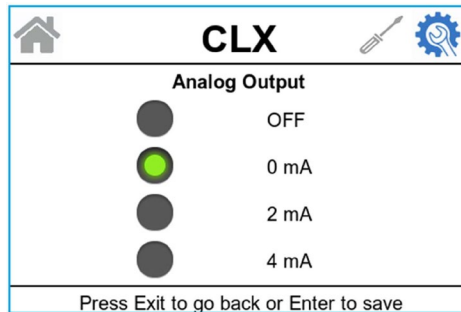 CLX
Analog Output
OFF
0 mA
2 mA
4 mA
Press Exit to go back or Enter to save